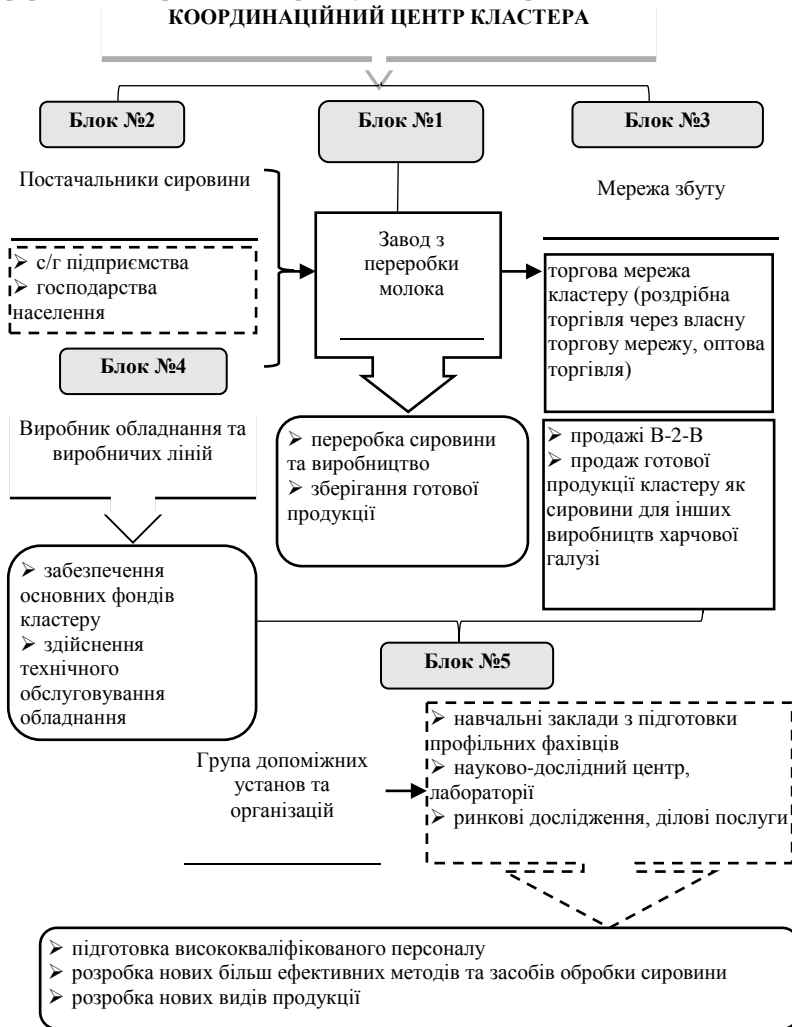 КООРДИНАЦІЙНИЙ ЦЕНТР КЛАСТЕРА
Блок №2
Блок №1
Блок №3
Постачальники сировини
Мережа збуту
Завод з
переробки
молока
➢ с/г підприємства
➢ господарства
населення
торгова мережа
кластеру (роздрібна
торгівля через власну
торгову мережу, оптова
торгівля)
Блок №4
Виробник обладнання та
виробничих ліній
➢ переробка сировини
та виробництво
➢ зберігання готової
продукції
➢ продажі В-2-В
➢ продаж готової
продукції кластеру як
сировини для інших
виробництв харчової
галузі
➢ забезпечення
основних фондів
кластеру
➢ здійснення
технічного
обслуговування
обладнання
Блок №5
Група допоміжних
установ та
організацій
➢ навчальні заклади з підготовки
профільних фахівців
➢ науково-дослідний центр,
лабораторії
➢ ринкові дослідження, ділові послуги
➢ підготовка висококваліфікованого персоналу
➢ розробка нових більш ефективних методів та засобів обробки сировини
➢ розробка нових видів продукції